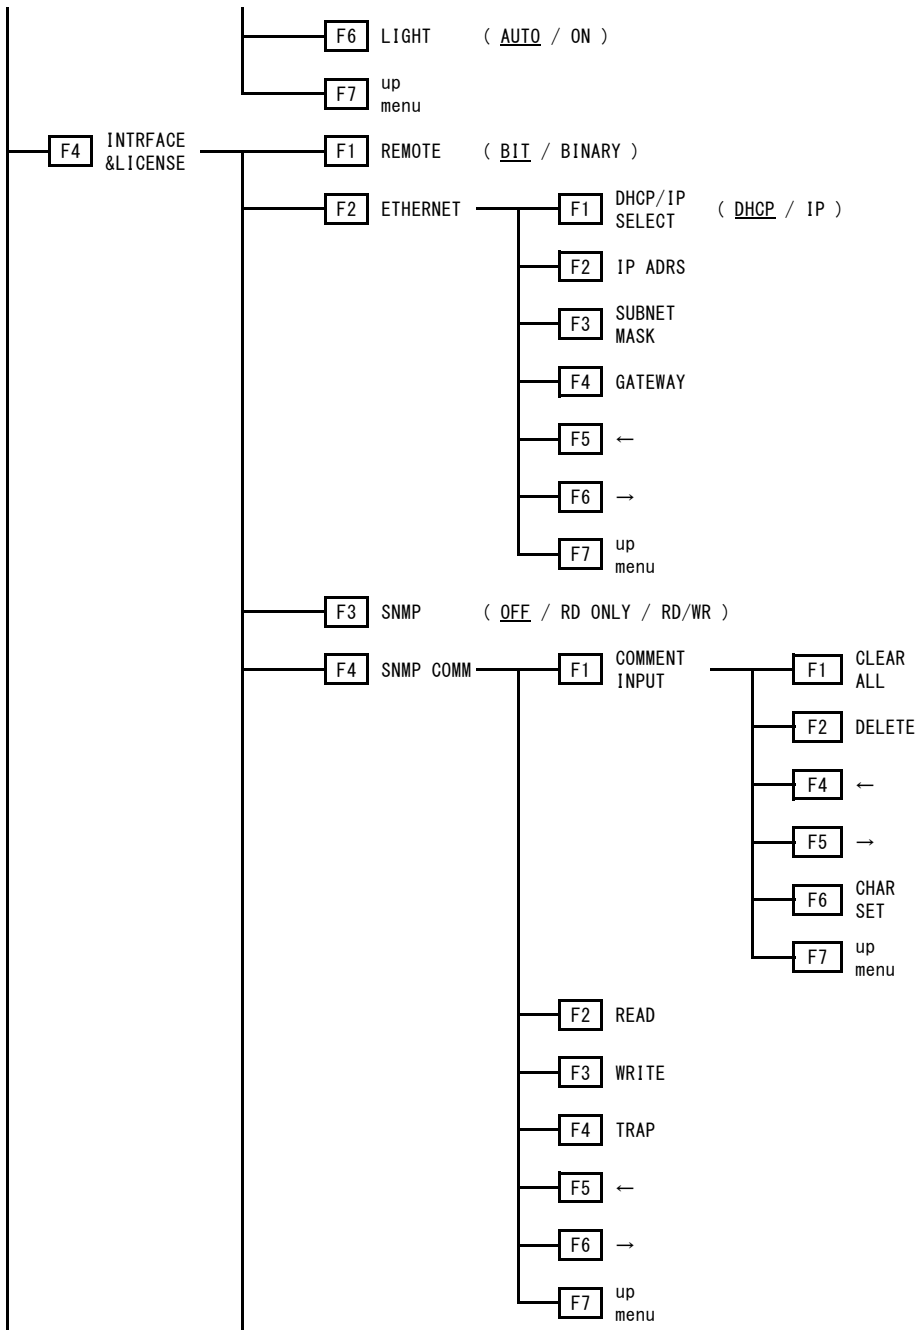 F6 LIGHT ( AUTO / ON )
F7 up
menu
F4 INTRFACE
&LICENSE
F1 REMOTE ( BIT / BINARY )
F2 ETHERNET
F1 DHCP/IP
SELECT ( DHCP / IP )
F2 IP ADRS
F3 SUBNET
MASK
F4 GATEWAY
F5 ←
F6 →
F7 up
menu
F3 SNMP ( OFF / RD ONLY / RD/WR )
F4 SNMP COMM
F1 COMMENT
INPUT
F1 CLEAR
ALL
F2 DELETE
F4 ←
F5 →
F6 CHAR
SET
F7 up
menu
F2 READ
F3 WRITE
F4 TRAP
F5 ←
F6 →
F7 up
menu